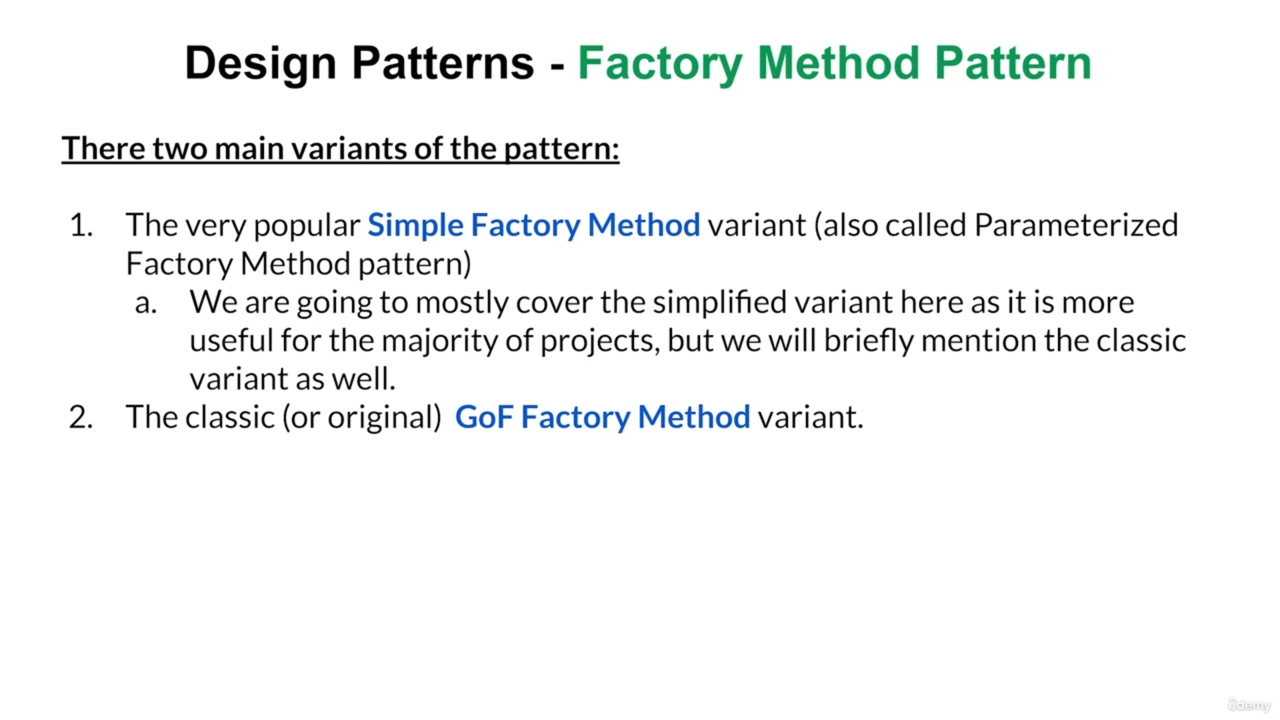 Design Patterns - Factory Method Pattern
There two main variants of the pattern:
1. The very popular Simple Factory Method variant (also called Parameterized
Factory Method pattern)
a. We are going to mostly cover the simplified variant here as it is more
useful for the majority of projects, but we will briefly mention the classic
variant as well.
2. The classic (or original) GoF Factory Method variant.
ûdemy